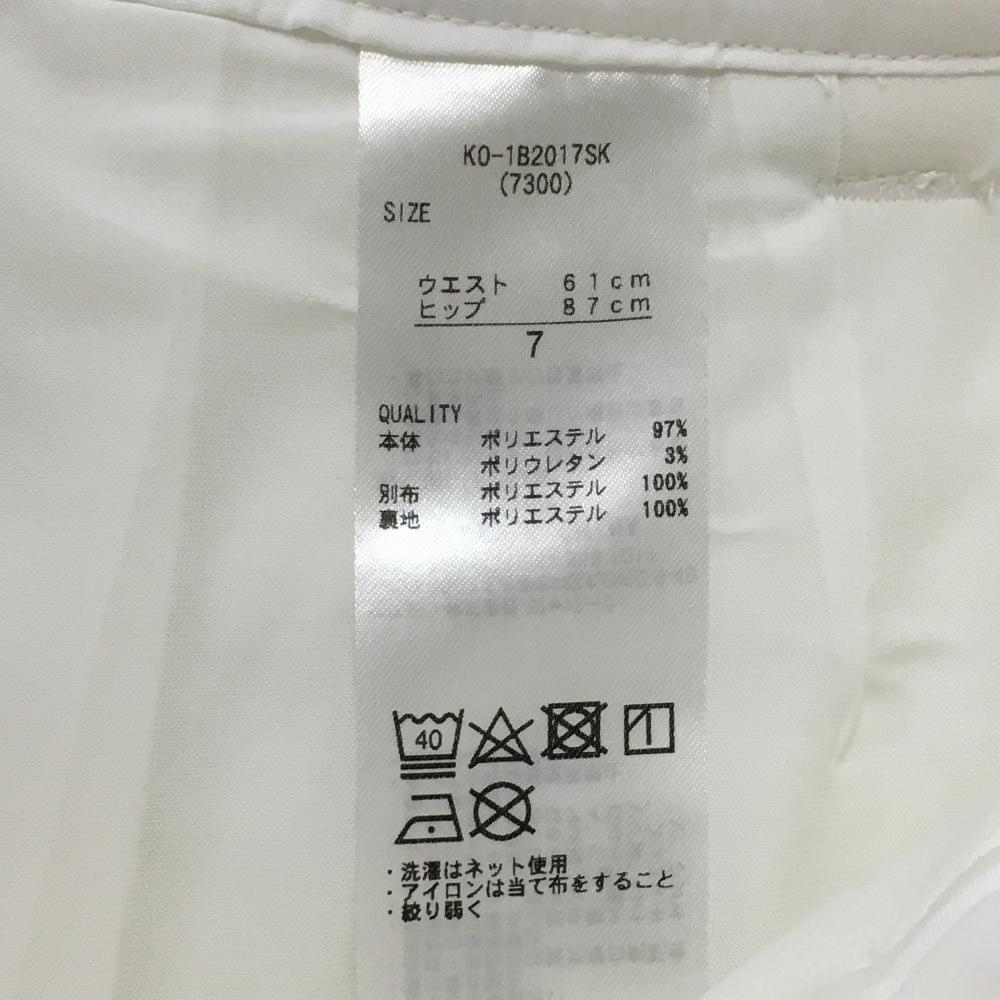 KO-1B2017SK
(7300)
SIZE
ウエスト 61cm
ヒップ 87cm
7
QUALITY
本体 ポリエステル 97%
ポリウレタン 3%
別布 ポリエステル 100%
裏地 ポリエステル 100%
40
・洗濯はネット使用
・アイロンは当て布をすること
・絞り弱く